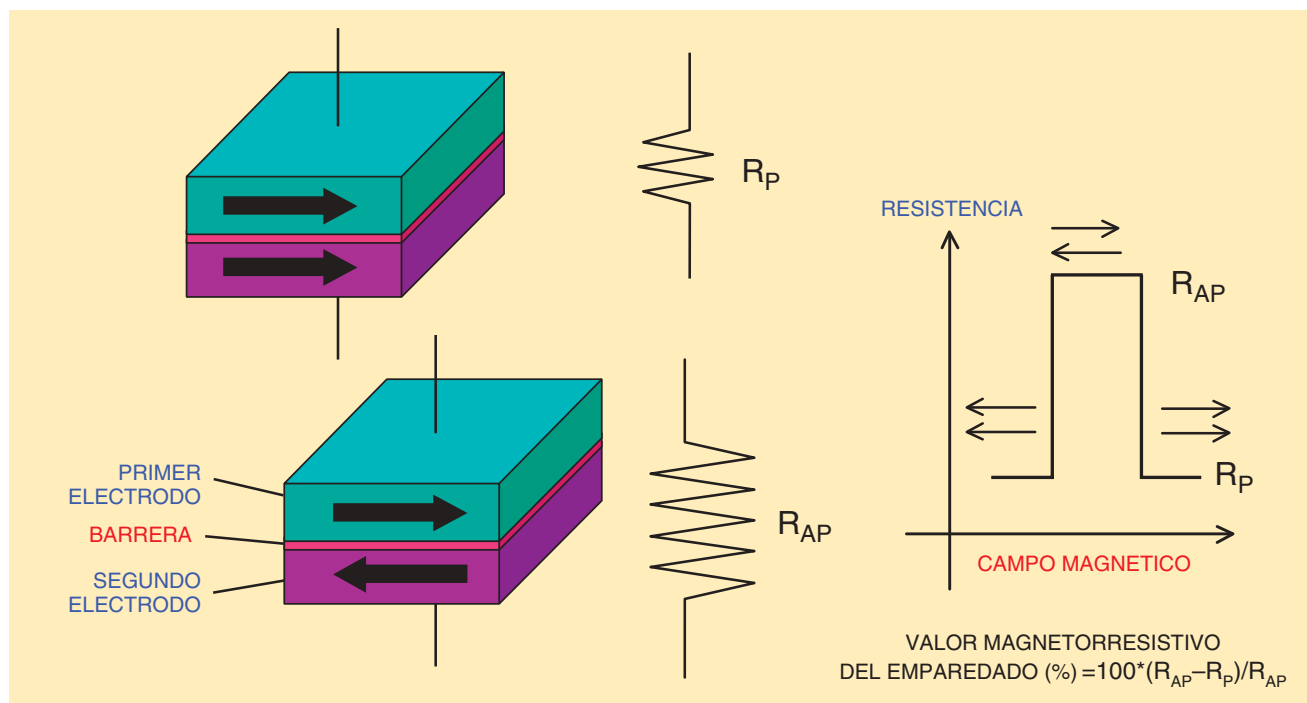 R_P
PRIMER
ELECTRODO
BARRERA
SEGUNDO
ELECTRODO
R_AP
RESISTENCIA
R_AP
R_P
CAMPO MAGNETICO
VALOR MAGNETORRESISTIVO
DEL EMPAREDADO (%) =100*(R_AP–R_P)/R_AP